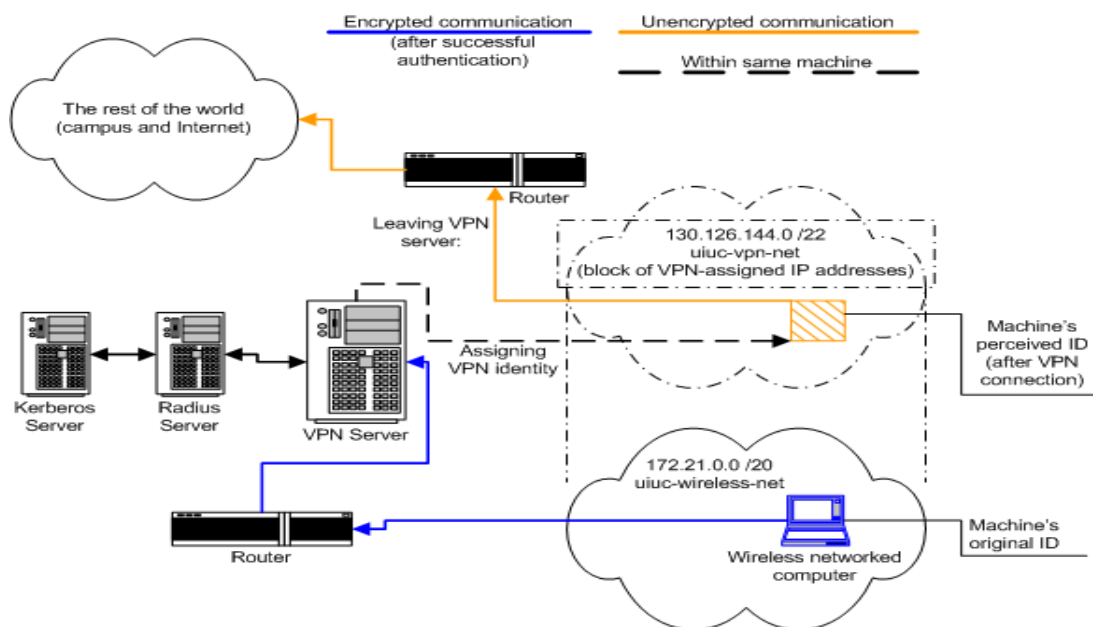 Encrypted communication
(after successful
authentication)
Unencrypted communication
Within same machine
The rest of the world
(campus and Internet)
Router
Leaving VPN
server:
130.126.144.0 /22
uiuc-vpn-net
(block of VPN-assigned IP addresses)
Assigning
VPN identity
Machine's
perceived ID
(after VPN
connection)
Kerberos
Server
Radius
Server
VPN Server
172.21.0.0 /20
uiuc-wireless-net
Router
Wireless networked
computer
Machine's
original ID